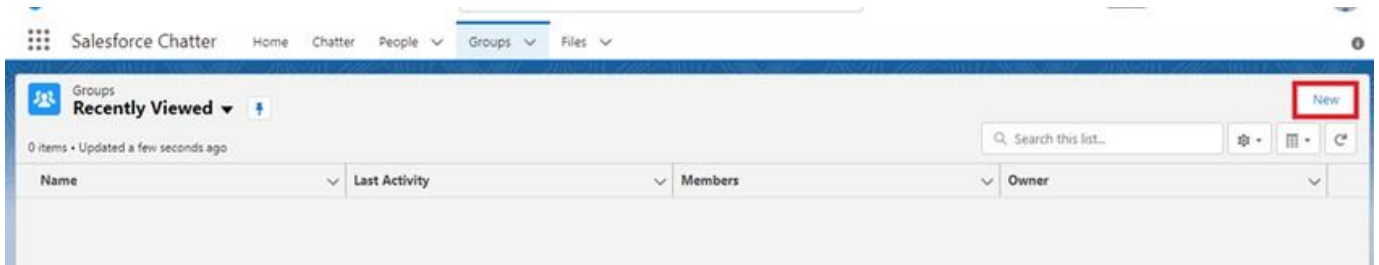 Salesforce Chatter Home Chatter People Groups Files
Groups
Recently Viewed
New
0 items • Updated a few seconds ago
Search this list...
Name Last Activity Members Owner